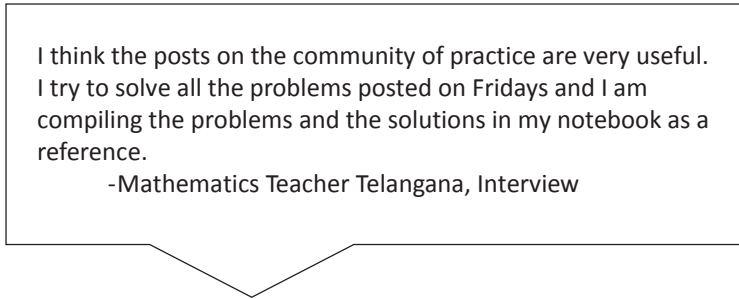 I think the posts on the community of practice are very useful.
I try to solve all the problems posted on Fridays and I am
compiling the problems and the solutions in my notebook as a
reference.
-Mathematics Teacher Telangana, Interview